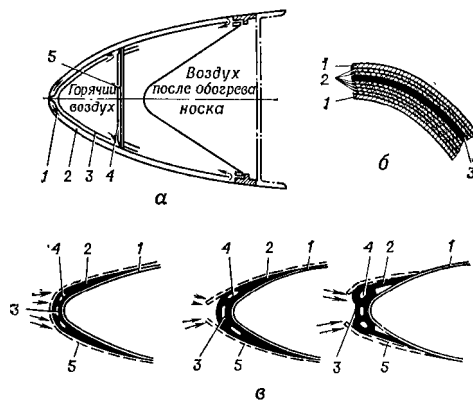 5
Горячий
воздух
Воздух
после обогрева
носка
1 2 3 4
а
1
2
1
3
б
4 2 1
3
5
4 2 1
3
5
4 2 1
3
5
в